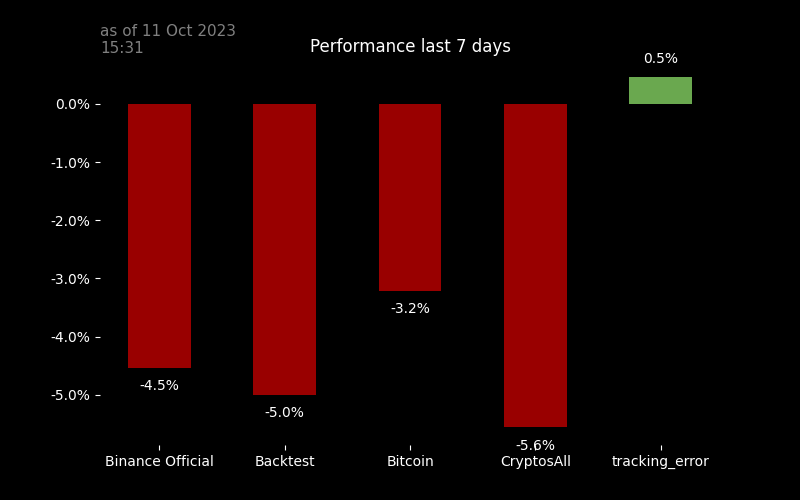 as of 11 Oct 2023
15:31
Performance last 7 days
0.5%
0.0%
-1.0%
-2.0%
-3.0%
-4.0%
-5.0%
-4.5%
-5.0%
-3.2%
-5.6%
Binance Official
Backtest
Bitcoin
CryptosAll
tracking_error